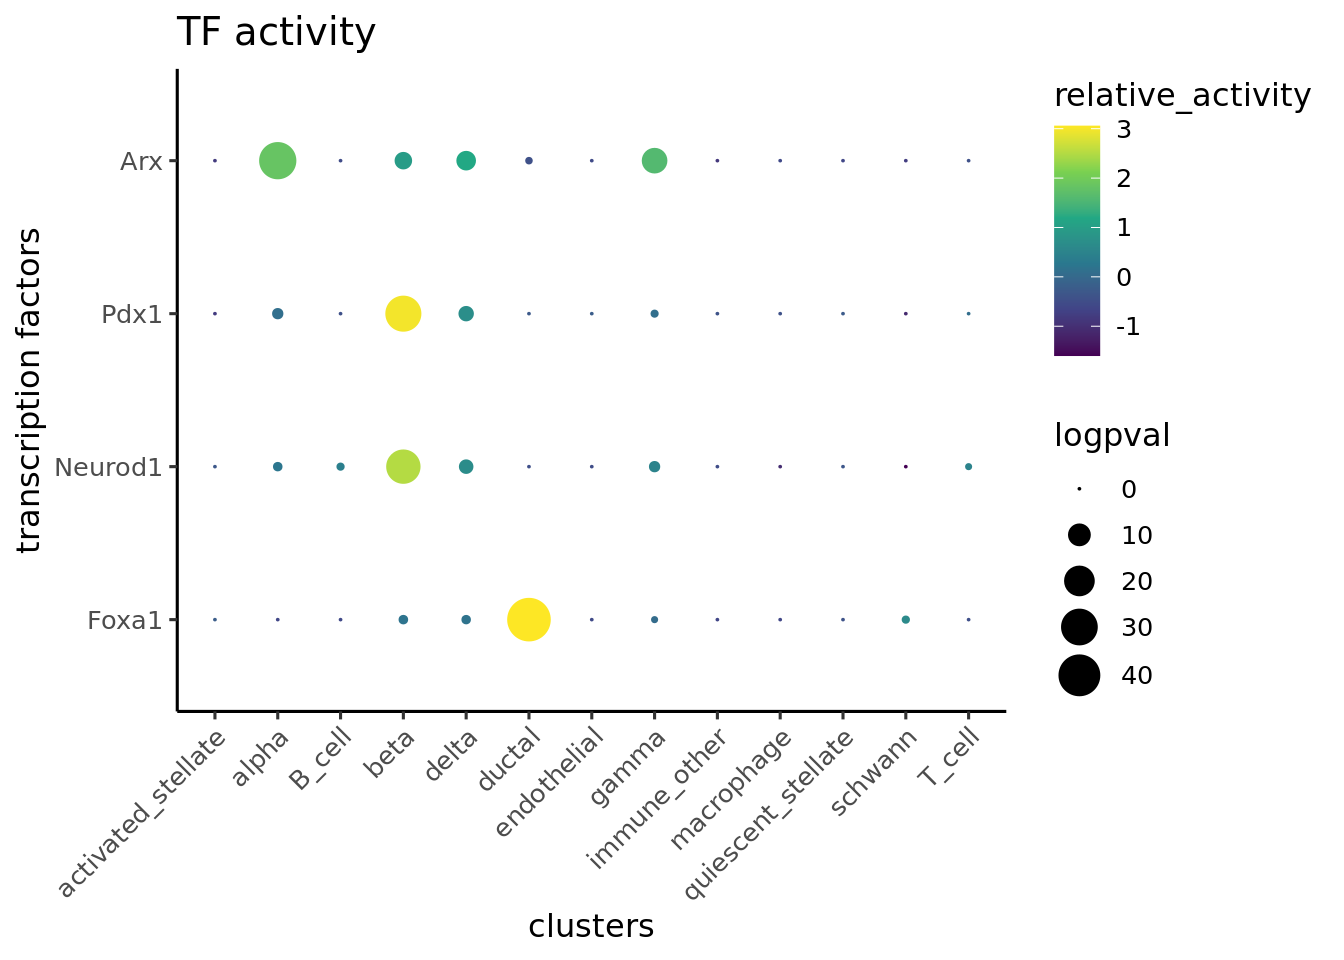 TF activity
transcription factors
Arx
Pdx1
Neurod1
Foxa1
activated_stellate
alpha
B_cell
beta
delta
ductal
endothelial
gamma
immune_other
macrophage
quiescent_stellate
schwann
T_cell
clusters
relative_activity
3
2
1
0
-1
logpval
0
10
20
30
40